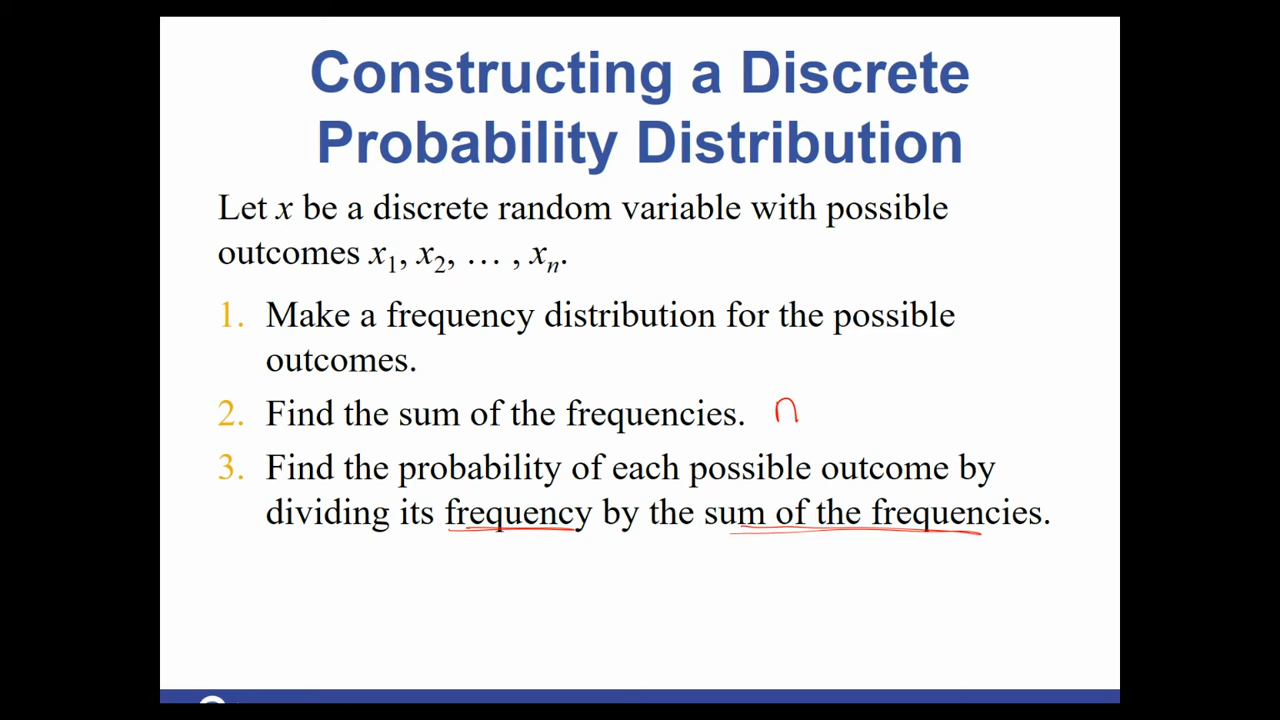 Constructing a Discrete
Probability Distribution
Let x be a discrete random variable with possible
outcomes x₁, x₂, … , xₙ.
1. Make a frequency distribution for the possible
outcomes.
2. Find the sum of the frequencies. n
3. Find the probability of each possible outcome by
dividing its frequency by the sum of the frequencies.